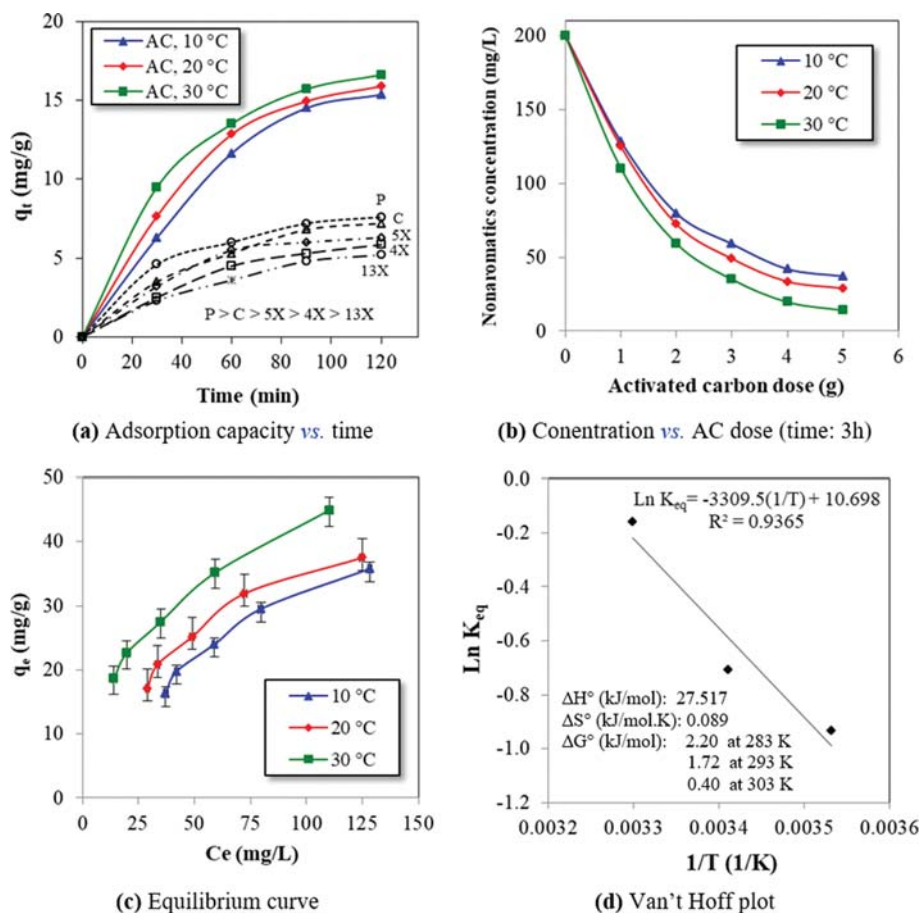 20
15
10
5
0
q_t (mg/g)
AC, 10 °C
AC, 20 °C
AC, 30 °C
P
C
5X
4X
13X
P > C > 5X > 4X > 13X
0 20 40 60 80 100 120 140
Time (min)
(a) Adsorption capacity vs. time
200
150
100
50
0
Nonaromatics concentration (mg/L)
10 °C
20 °C
30 °C
0 1 2 3 4 5 6
Activated carbon dose (g)
(b) Conentration vs. AC dose (time: 3h)
50
40
30
20
10
0
q_e (mg/g)
10 °C
20 °C
30 °C
0 25 50 75 100 125 150
Ce (mg/L)
(c) Equilibrium curve
0.0
-0.2
-0.4
-0.6
-0.8
-1.0
-1.2
Ln K_eq
Ln K_eq= -3309.5(1/T) + 10.698
R² = 0.9365
ΔH° (kJ/mol): 27.517
ΔS° (kJ/mol.K): 0.089
ΔG° (kJ/mol): 2.20 at 283 K
1.72 at 293 K
0.40 at 303 K
0.0032 0.0033 0.0034 0.0035 0.0036
1/T (1/K)
(d) Van't Hoff plot